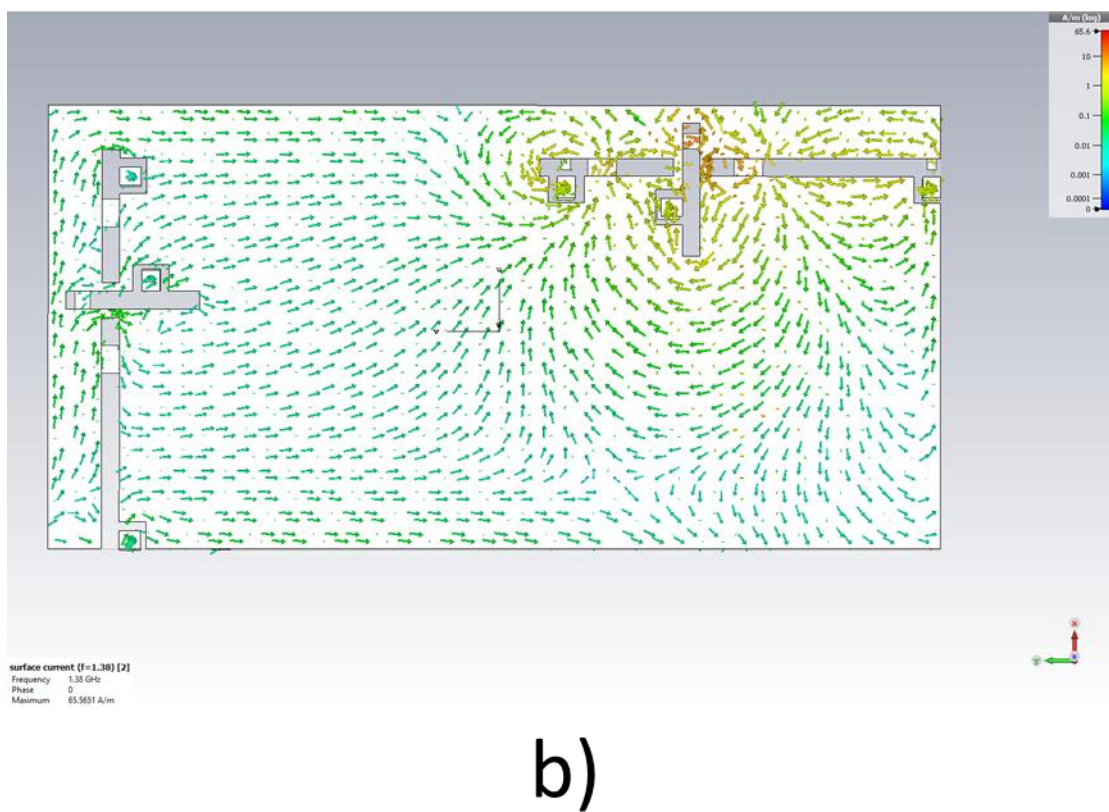 A/m (log)
65.6
10
1
0.1
0.01
0.001
0.0001
0
surface current (f=1.38) [2]
Frequency 1.38 GHz
Phase 0
Maximum 65.5651 A/m
x
y
b)